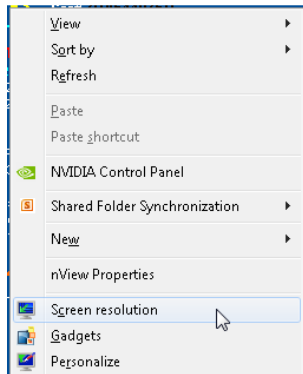 View
Sort by
Refresh
Paste
Paste shortcut
NVIDIA Control Panel
Shared Folder Synchronization
New
nView Properties
Screen resolution
Gadgets
Personalize